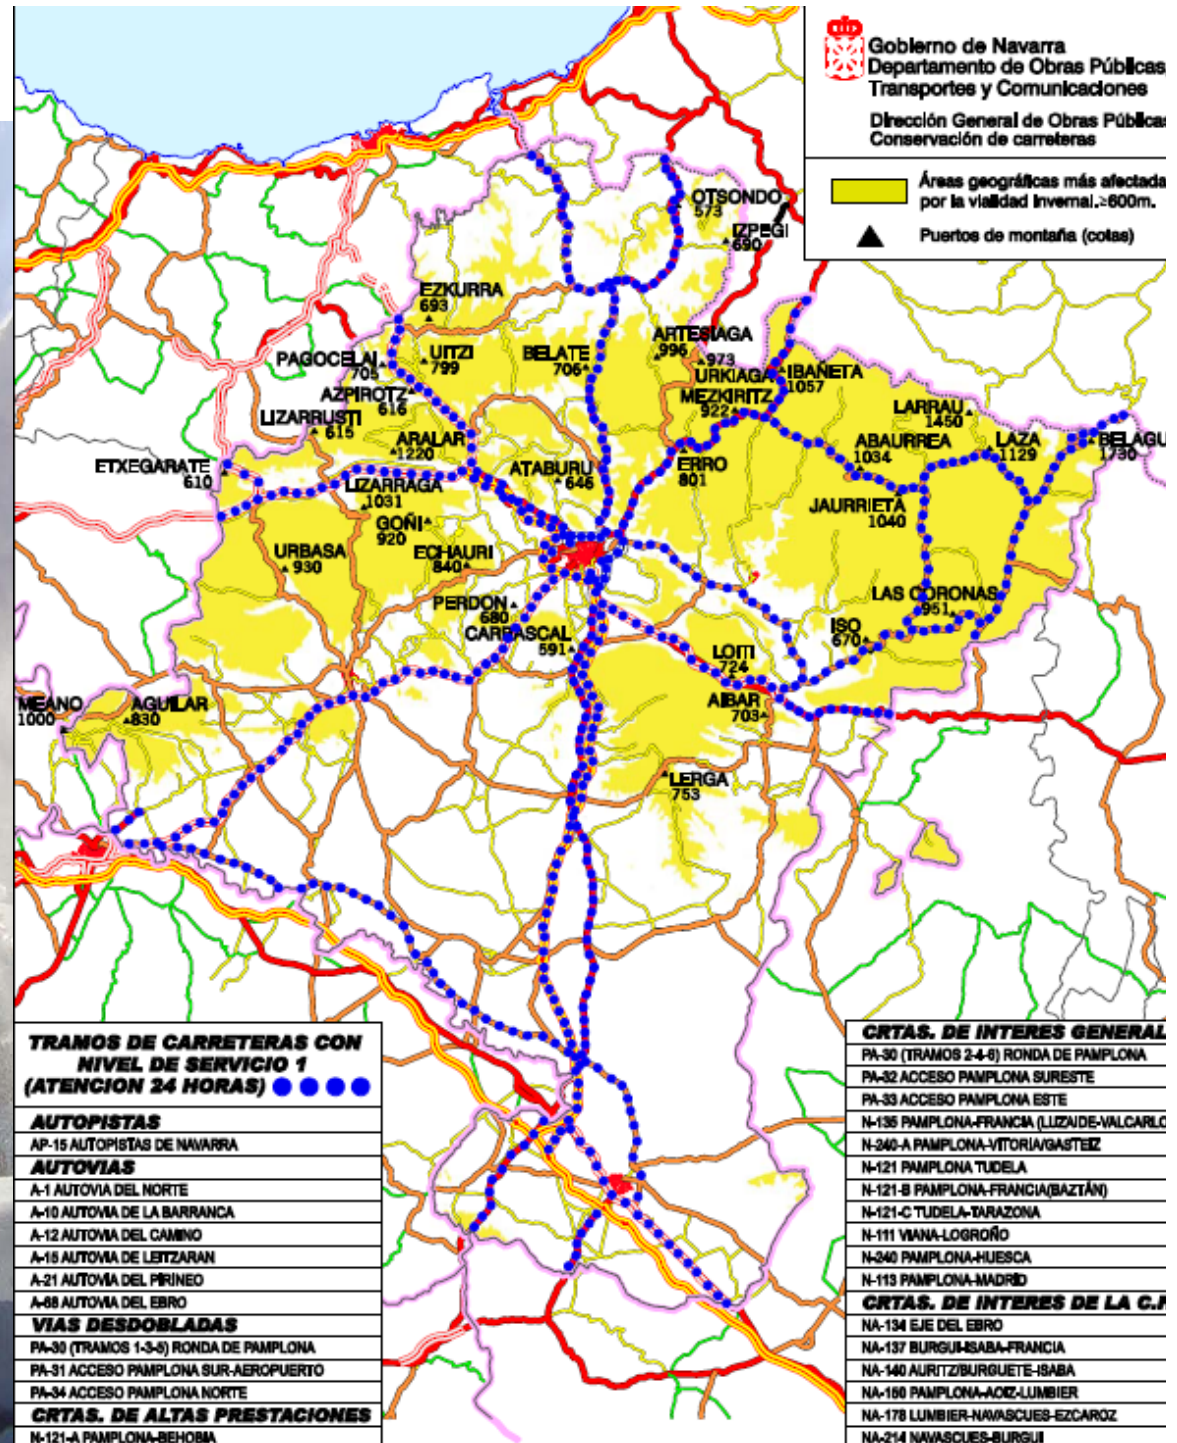 Gobierno de Navarra
Departamento de Obras Públicas,
Transportes y Comunicaciones
Dirección General de Obras Públicas
Conservación de carreteras
Áreas geográficas más afectada
por la vialidad invernal.≥600m.
Puertos de montaña (cotas)
OTSONDO
573
IZPEGI
690
EZKURRA
693
ARTESIAGA
996
973
URKIAGA
UITZI
799
BELATE
706
PAGOCELAI
705
IBAÑETA
1057
AZPIROTZ
616
MEZKIRITZ
922
LARRAU
1450
LIZARRUSTI
615
ARALAR
1220
ABAURREA
1034
LAZA
1129
BELAGU
1730
ETXEGARATE
610
ATABURU
646
ERRO
801
LIZARRAGA
1031
JAURRIETA
1040
GOÑI
920
URBASA
930
ECHAURI
840
PERDON
680
LAS CORONAS
951
CARRASCAL
591
ISO
670
LOITI
724
MEANO
1000
AGUILAR
830
AIBAR
703
LERGA
753
TRAMOS DE CARRETERAS CON
NIVEL DE SERVICIO 1
(ATENCION 24 HORAS)
AUTOPISTAS
AP-15 AUTOPISTAS DE NAVARRA
AUTOVIAS
A-1 AUTOVIA DEL NORTE
A-10 AUTOVIA DE LA BARRANCA
A-12 AUTOVIA DEL CAMINO
A-15 AUTOVIA DE LEITZARAN
A-21 AUTOVIA DEL PIRINEO
A-68 AUTOVIA DEL EBRO
VIAS DESDOBLADAS
PA-30 (TRAMOS 1-3-5) RONDA DE PAMPLONA
PA-31 ACCESO PAMPLONA SUR-AEROPUERTO
PA-34 ACCESO PAMPLONA NORTE
CRTAS. DE ALTAS PRESTACIONES
N-121-A PAMPLONA-BEHOBIA
CRTAS. DE INTERES GENERAL
PA-30 (TRAMOS 2-4-6) RONDA DE PAMPLONA
PA-32 ACCESO PAMPLONA SURESTE
PA-33 ACCESO PAMPLONA ESTE
N-135 PAMPLONA-FRANCIA (LUZAIDE-VALCARLO
N-240-A PAMPLONA-VITORIA/GASTEIZ
N-121 PAMPLONA TUDELA
N-121-B PAMPLONA-FRANCIA(BAZTÁN)
N-121-C TUDELA-TARAZONA
N-111 VIANA-LOGROÑO
N-240 PAMPLONA-HUESCA
N-113 PAMPLONA-MADRID
CRTAS. DE INTERES DE LA C.F
NA-134 EJE DEL EBRO
NA-137 BURGUI-ISABA-FRANCIA
NA-140 AURITZ/BURGUETE-ISABA
NA-150 PAMPLONA-AOIZ-LUMBIER
NA-178 LUMBIER-NAVASCUES-EZCAROZ
NA-214 NAVASCUES-BURGUI